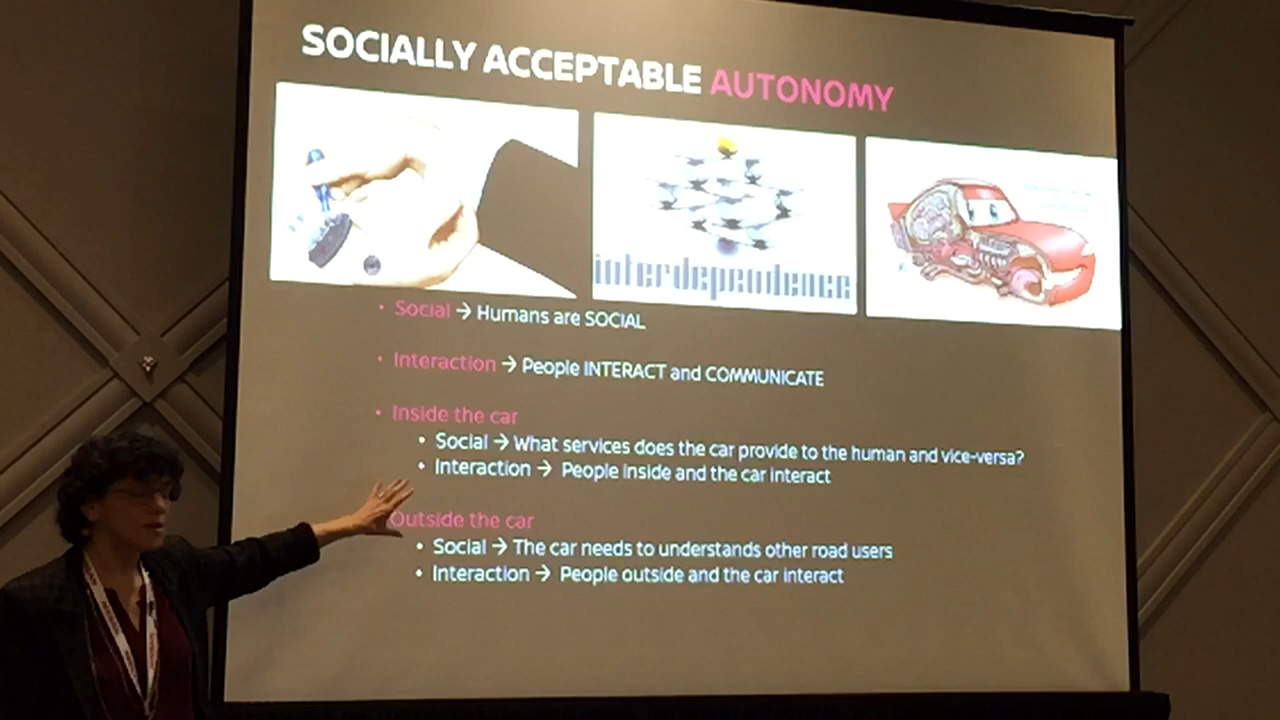 SOCIALLY ACCEPTABLE AUTONOMY
interdependence
• Social → Humans are SOCIAL
• Interaction → People INTERACT and COMMUNICATE
• Inside the car
• Social → What services does the car provide to the human and vice-versa?
• Interaction → People inside and the car interact
Outside the car
• Social → The car needs to understands other road users
• Interaction → People outside and the car interact